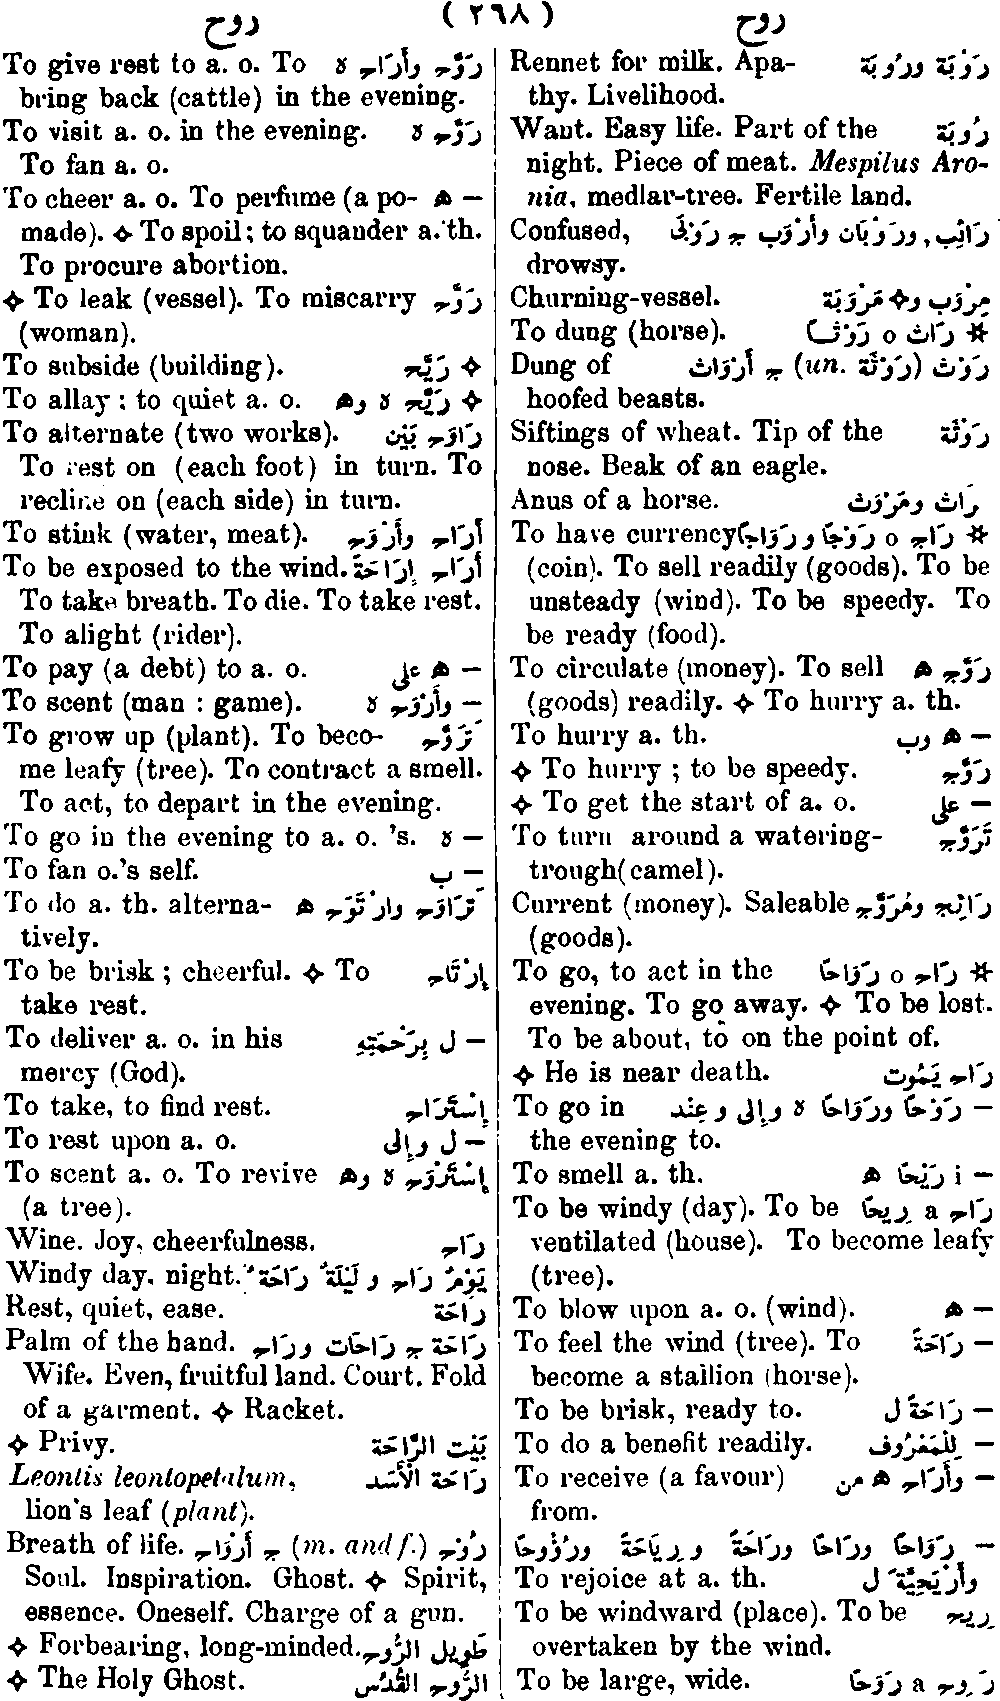 روح ( ٢٦٨ ) روح
Rennet for milk. Apa- رَوْبَة ورُوبَة
thy. Livelihood.
Want. Easy life. Part of the رُوبَة
night. Piece of meat. Mespilus Aro-
nia, medlar-tree. Fertile land.
Confused, رَائِب, ورَوْبَان وأَرْوَب ج رَوْبَى
drowsy.
Churning-vessel. مِرْوَب و✧ مَرْوَبَة
To dung (horse). ✻ رَاث o رَوْثًـا
Dung of رَوْث (un. رَوْثَة) ج أَرْوَاث
hoofed beasts.
Siftings of wheat. Tip of the رَوْثَة
nose. Beak of an eagle.
Anus of a horse. رَاث ومَرْوَث
To have currency ✻ رَاج o رَوْجًا ورَوَاجًا
(coin). To sell readily (goods). To be
unsteady (wind). To be speedy. To
be ready (food).
To circulate (money). To sell رَوَّج ه
(goods) readily. ✧ To hurry a. th.
To hurry a. th. — ه وب
✧ To hurry ; to be speedy. رَوَّج
✧ To get the start of a. o. — على
To turn around a watering- تَرَوَّج
trough(camel).
Current (money). Saleable رَائِج ومُرَوَّج
(goods).
To go, to act in the ✻ رَاح o رَوَاحًا
evening. To go away. ✧ To be lost.
To be about, to on the point of.
✧ He is near death. رَاح يَمُوت
To go in — رَوْحًا ورَوَاحًا ه وإِلى وعِنْد
the evening to.
To smell a. th. — i رَيْحًا ه
To be windy (day). To be رَاح a رِيحًا
ventilated (house). To become leafy
(tree).
To blow upon a. o. (wind). — ه
To feel the wind (tree). To — رَاحَةً
become a stallion (horse).
To be brisk, ready to. — رَاحَةً ل
To do a benefit readily. — لِلْمَعْرُوف
To receive (a favour) — وأَرَاح ه من
from.
— رَوَاحًا ورَاحًا ورَاحَةً ورِيَاحَةً ورُؤُوحًا
To rejoice at a. th. وأَرْيَحِيَّةً ل
To be windward (place). To be رِيح
overtaken by the wind.
To be large, wide. رَوِح a رَوَحًا
To give rest to a. o. To رَوَّح وأَرَاح ه
bring back (cattle) in the evening.
To visit a. o. in the evening. رَوَّح ه
To fan a. o.
To cheer a. o. To perfume (a po- — ه
made). ✧ To spoil; to squander a. th.
To procure abortion.
✧ To leak (vessel). To miscarry رَوَّح
(woman).
To subside (building). ✧ رَيَّح
To allay ; to quiet a. o. ✧ رَيَّح ه وه
To alternate (two works). رَاوَح بَيْن
To rest on (each foot) in turn. To
recline on (each side) in turn.
To stink (water, meat). أَرَاح وأَرْوَح
To be exposed to the wind. أَرَاح إِرَاحَةً
To take breath. To die. To take rest.
To alight (rider).
To pay (a debt) to a. o. — ه على
To scent (man : game). — وأَرْوَح ه
To grow up (plant). To beco- تَرَوَّح
me leafy (tree). To contract a smell.
To act, to depart in the evening.
To go in the evening to a. o. 's. — ه
To fan o.'s self. — ب
To do a. th. alterna- تَرَاوَح وارْتَوَح ه
tively.
To be brisk ; cheerful. ✧ To إِرْتَاح
take rest.
To deliver a. o. in his — ل بِرَحْمَتِهِ
mercy (God).
To take, to find rest. إِسْتَرَاح
To rest upon a. o. — ل وإِلى
To scent a. o. To revive إِسْتَرْوَح ه وه
(a tree).
Wine. Joy, cheerfulness. رَاح
Windy day, night. يَوْمٌ رَاح و لَيْلَةٌ رَاحَةٌ
Rest, quiet, ease. رَاحَة
Palm of the hand. رَاحَة ج رَاحَات ورَاح
Wife. Even, fruitful land. Court. Fold
of a garment. ✧ Racket.
✧ Privy. بَيْت الرَّاحَة
Leontis leontopetalum, رَاحَة الأَسَد
lion's leaf (plant).
Breath of life. رُوْح (m. and f.) ج أَرْوَاح
Soul. Inspiration. Ghost. ✧ Spirit,
essence. Oneself. Charge of a gun.
✧ Forbearing, long-minded. طَوِيل الرُّوح
✧ The Holy Ghost. الرُّوح القُدُس